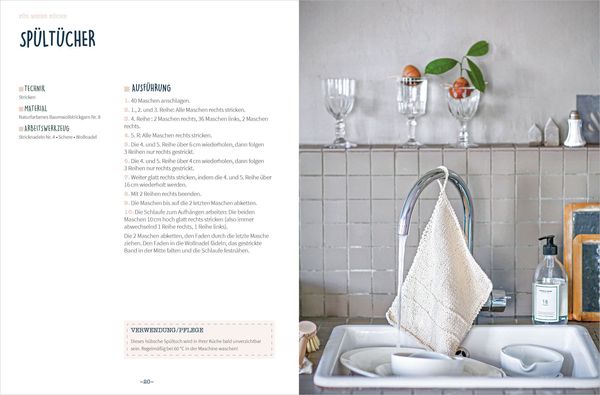 FÜR MEINE KÜCHE
SPÜLTÜCHER
TECHNIK
Stricken
MATERIAL
Naturfarbenes Baumwollstrickgarn Nr. 8
ARBEITSWERKZEUG
Stricknadeln Nr. 4 • Schere • Wollnadel
AUSFÜHRUNG
1. 40 Maschen anschlagen.
2. 1., 2. und 3. Reihe: Alle Maschen rechts stricken.
3. 4. Reihe: 2 Maschen rechts, 36 Maschen links, 2 Maschen
rechts.
4. 5. R: Alle Maschen rechts stricken.
5. Die 4. und 5. Reihe über 6 cm wiederholen, dann folgen
3 Reihen nur rechts gestrickt.
6. Die 4. und 5. Reihe über 4 cm wiederholen, dann folgen
3 Reihen nur rechts gestrickt.
7. Weiter glatt rechts stricken, indem die 4. und 5. Reihe über
16 cm wiederholt werden.
8. Mit 2 Reihen rechts beenden.
9. Die Maschen bis auf die 2 letzten Maschen abketten.
10. Die Schlaufe zum Aufhängen arbeiten: Die beiden
Maschen 10 cm hoch glatt rechts stricken (also immer
abwechselnd 1 Reihe rechts, 1 Reihe links).
Die 2 Maschen abketten, den Faden durch die letzte Masche
ziehen. Den Faden in die Wollnadel fädeln; das gestrickte
Band in der Mitte falten und die Schlaufe festnähen.
VERWENDUNG/PFLEGE
Dieses hübsche Spültuch wird in Ihrer Küche bald unverzichtbar
sein. Regelmäßig bei 60 °C in der Maschine waschen!
–20–